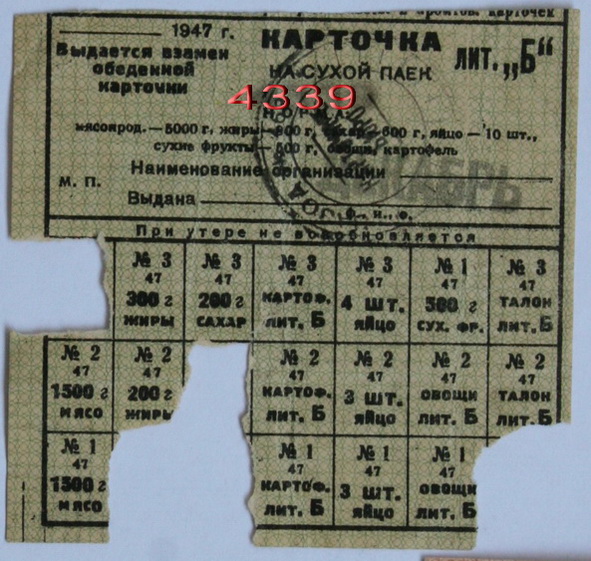 и промтов. карточек
1947 г.
Выдается взамен
обеденной
карточки
КАРТОЧКА
НА СУХОЙ ПАЕК
ЛИТ. „Б“
4339
НОРМА:
мясопрод.—5000 г, жиры—900 г, сахар—600 г, яйцо—10 шт.,
сухие фрукты—500 г, овощи, картофель
Наименование организации
ДЕКАБРЬ
М. П.
Выдана
ф., и., о.
При утере не возобновляется
№ 3 № 3 № 3 № 3 № 1 № 3
47 47 47 47 47 47
300 г 200 г КАРТОФ. 4 ШТ. 500 г ТАЛОН
ЖИРЫ САХАР ЛИТ. Б ЯЙЦО СУХ. ФР. ЛИТ. Б
№ 2 № 2 № 2 № 2 № 2 № 2
47 47 47 47 47 47
1500 г 200 г КАРТОФ. 3 ШТ. ОВОЩИ ТАЛОН
МЯСО ЖИРЫ ЛИТ. Б ЯЙЦО ЛИТ. Б ЛИТ. Б
№ 1 № 1 № 1 № 1
47 47 47 47
1500 г КАРТОФ. 3 ШТ. ОВОЩИ
МЯСО ЛИТ. Б ЯЙЦО ЛИТ. Б